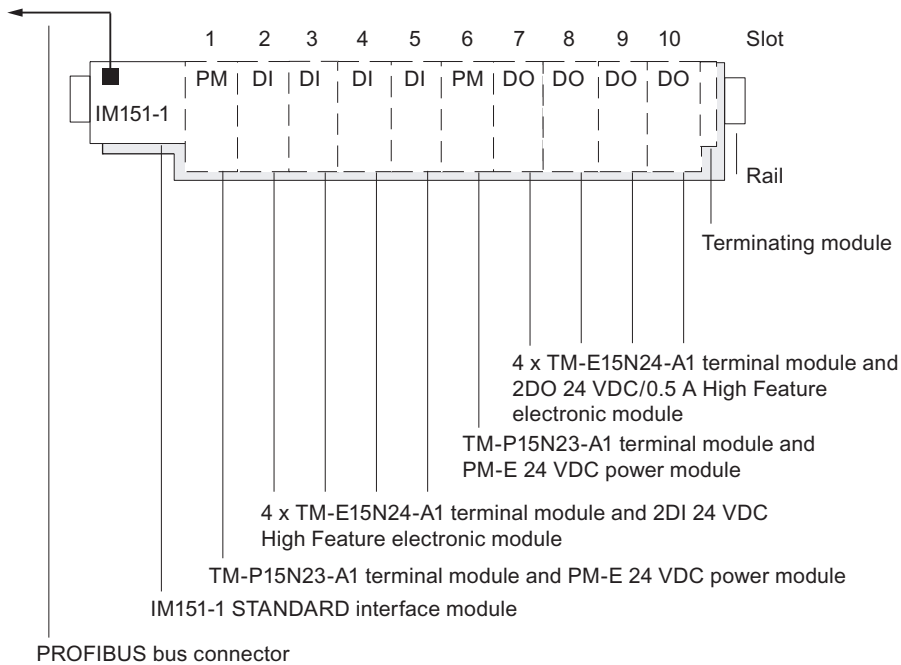 1 2 3 4 5 6 7 8 9 10 Slot
PM DI DI DI DI PM DO DO DO DO
IM151-1
Rail
Terminating module
4 x TM-E15N24-A1 terminal module and
2DO 24 VDC/0.5 A High Feature
electronic module
TM-P15N23-A1 terminal module and
PM-E 24 VDC power module
4 x TM-E15N24-A1 terminal module and 2DI 24 VDC
High Feature electronic module
TM-P15N23-A1 terminal module and PM-E 24 VDC power module
IM151-1 STANDARD interface module
PROFIBUS bus connector